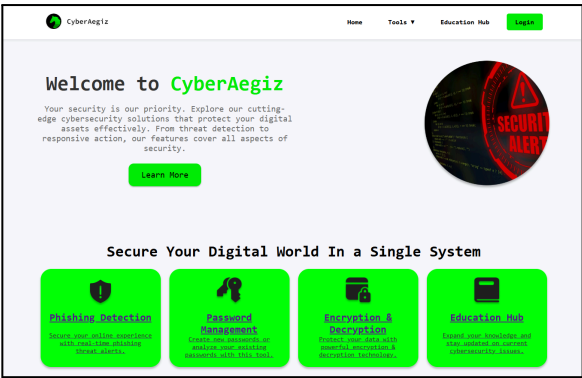 CyberAegiz
Home Tools ▼ Education Hub Login
Welcome to CyberAegiz
Your security is our priority. Explore our cutting-
edge cybersecurity solutions that protect your digital
assets effectively. From threat detection to
responsive action, our features cover all aspects of
security.
Learn More
SECURIT
ALERT
Secure Your Digital World In a Single System
Phishing Detection
Secure your online experience
with real-time phishing
threat alerts.
Password
Management
Create new passwords or
analyze your existing
passwords with this tool.
Encryption &
Decryption
Protect your data with
powerful encryption &
decryption technology.
Education Hub
Expand your knowledge and
stay updated on current
cybersecurity issues.